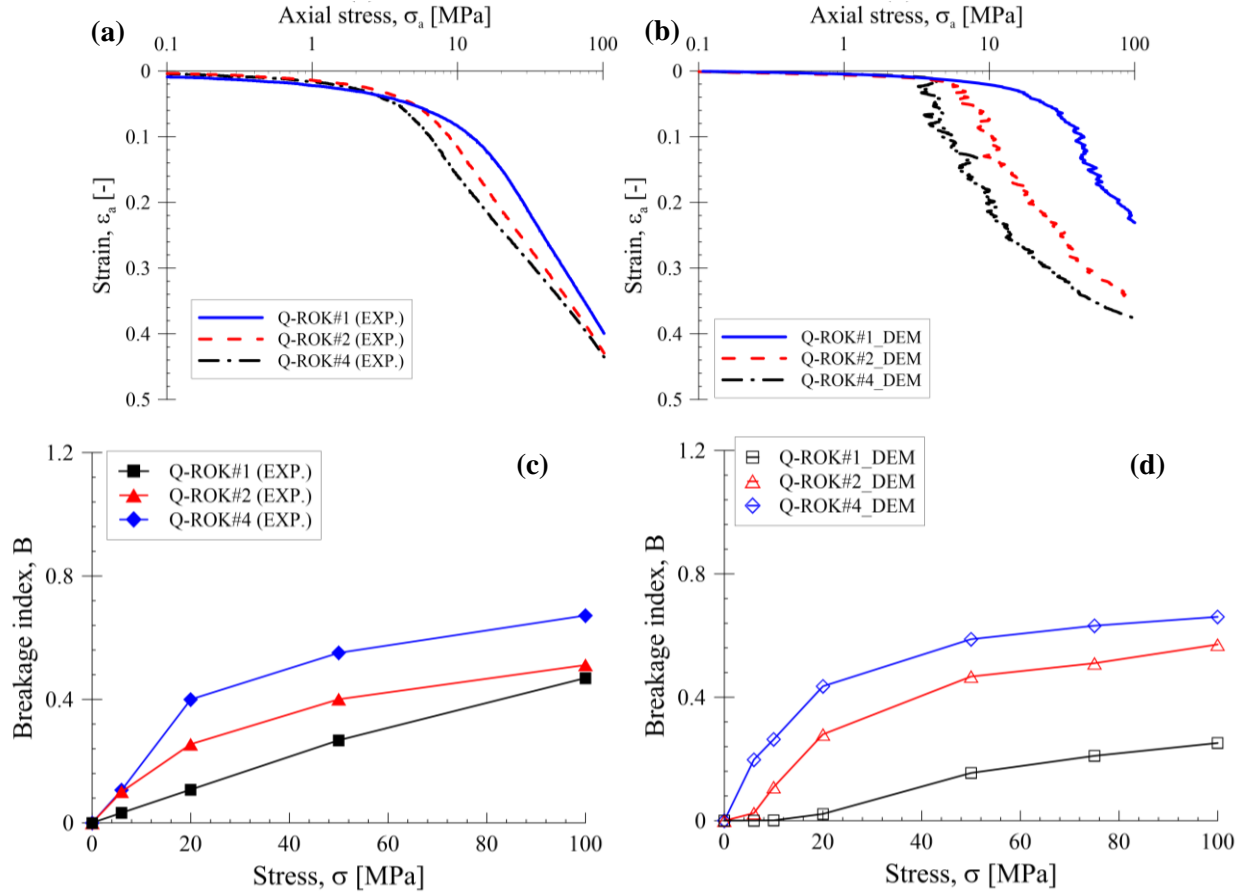 (a)
Axial stress, σa [MPa]
0.1 1 10 100
0
0.1
0.2
0.3
0.4
0.5
Strain, εa [-]
Q-ROK#1 (EXP.)
Q-ROK#2 (EXP.)
Q-ROK#4 (EXP.)
(b)
Axial stress, σa [MPa]
0.1 1 10 100
0
0.1
0.2
0.3
0.4
0.5
Strain, εa [-]
Q-ROK#1_DEM
Q-ROK#2_DEM
Q-ROK#4_DEM
(c)
1.2
0.8
0.4
0
Breakage index, B
Q-ROK#1 (EXP.)
Q-ROK#2 (EXP.)
Q-ROK#4 (EXP.)
0 20 40 60 80 100
Stress, σ [MPa]
(d)
1.2
0.8
0.4
0
Breakage index, B
Q-ROK#1_DEM
Q-ROK#2_DEM
Q-ROK#4_DEM
0 20 40 60 80 100
Stress, σ [MPa]